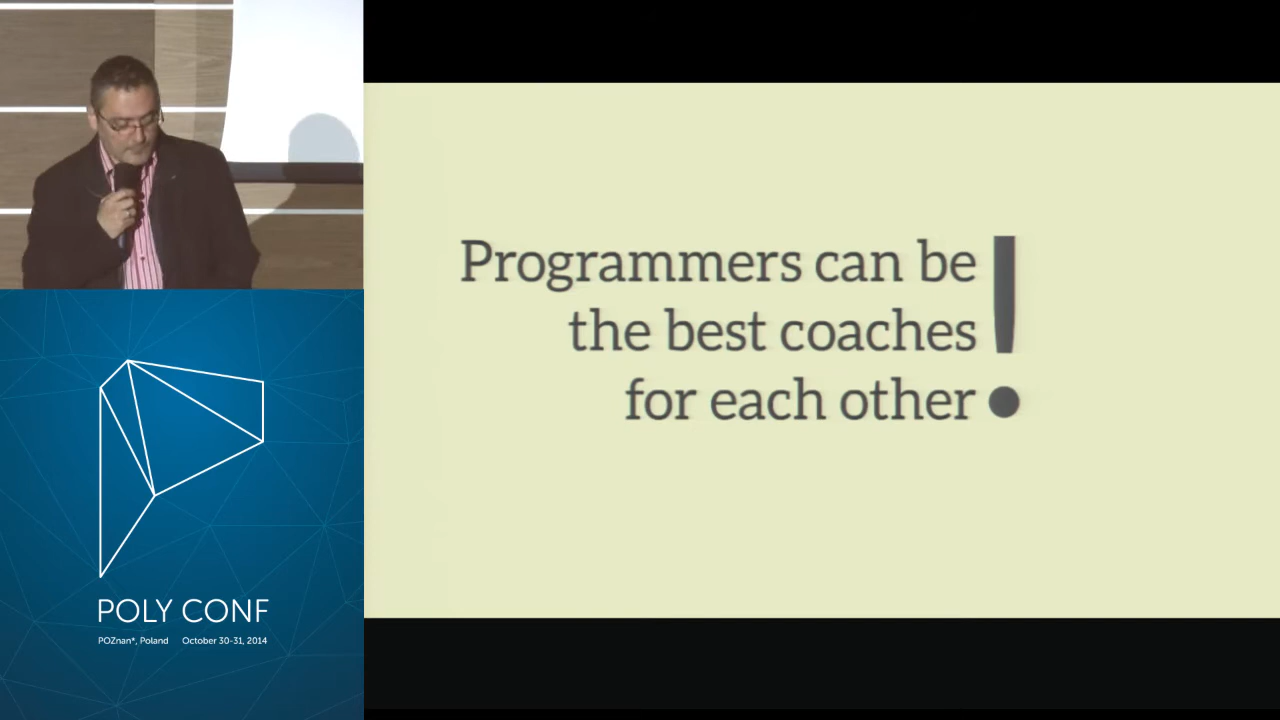 Programmers can be
the best coaches
for each other!
POLY CONF
POZnan*, Poland October 30-31, 2014